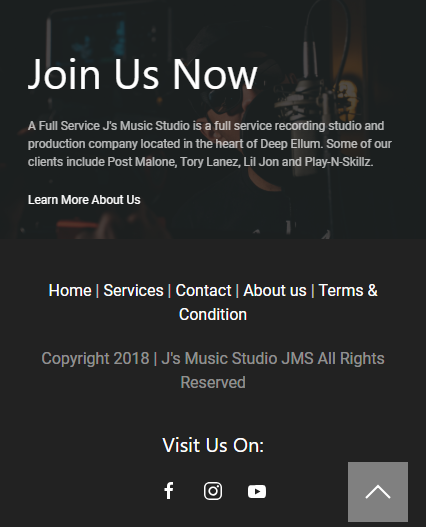 Join Us Now
A Full Service J's Music Studio is a full service recording studio and
production company located in the heart of Deep Ellum. Some of our
clients include Post Malone, Tory Lanez, Lil Jon and Play-N-Skillz.
Learn More About Us
Home | Services | Contact | About us | Terms &
Condition
Copyright 2018 | J's Music Studio JMS All Rights
Reserved
Visit Us On: